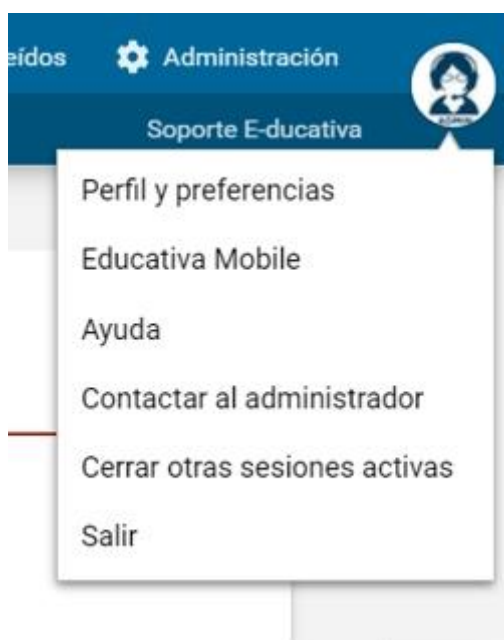 eídos Administración
Soporte E-ducativa
Perfil y preferencias
Educativa Mobile
Ayuda
Contactar al administrador
Cerrar otras sesiones activas
Salir